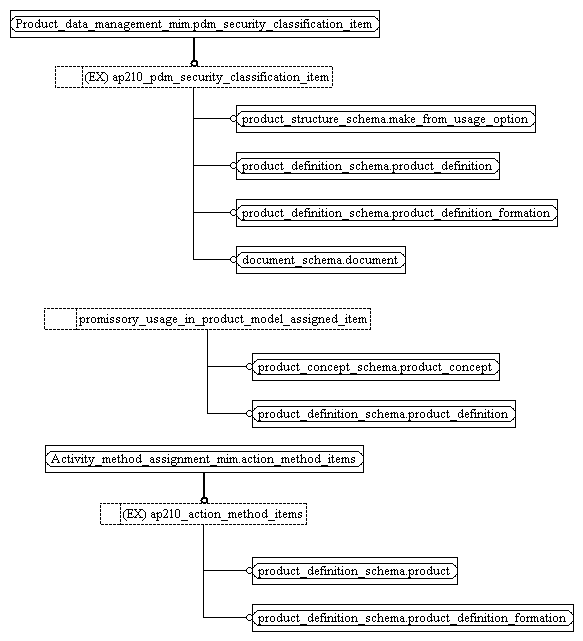 Product_data_management_mim.pdm_security_classification_item
(EX) ap210_pdm_security_classification_item
product_structure_schema.make_from_usage_option
product_definition_schema.product_definition
product_definition_schema.product_definition_formation
document_schema.document
promissory_usage_in_product_model_assigned_item
product_concept_schema.product_concept
product_definition_schema.product_definition
Activity_method_assignment_mim.action_method_items
(EX) ap210_action_method_items
product_definition_schema.product
product_definition_schema.product_definition_formation